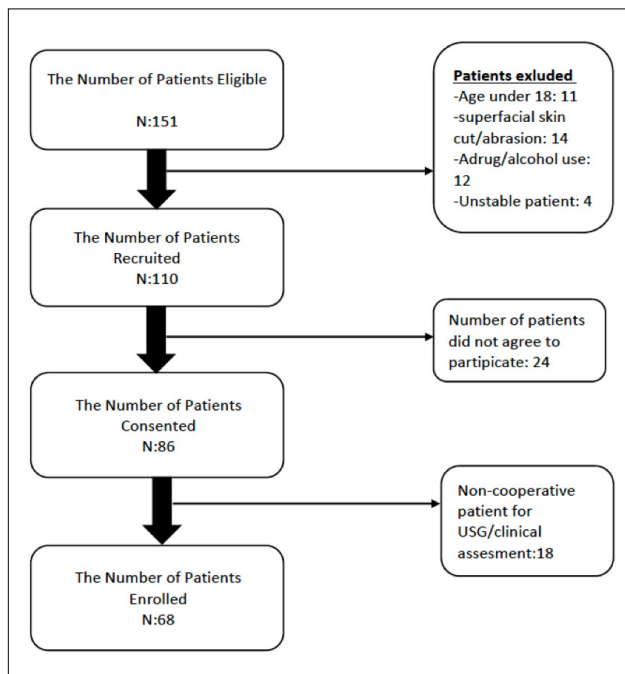 The Number of Patients Eligible
N:151
Patients exluded
-Age under 18: 11
-superfacial skin
cut/abrasion: 14
-Adrug/alcohol use:
12
-Unstable patient: 4
The Number of Patients
Recruited
N:110
Number of patients
did not agree to
partipicate: 24
The Number of Patients
Consented
N:86
Non-cooperative
patient for
USG/clinical
assesment:18
The Number of Patients
Enrolled
N:68